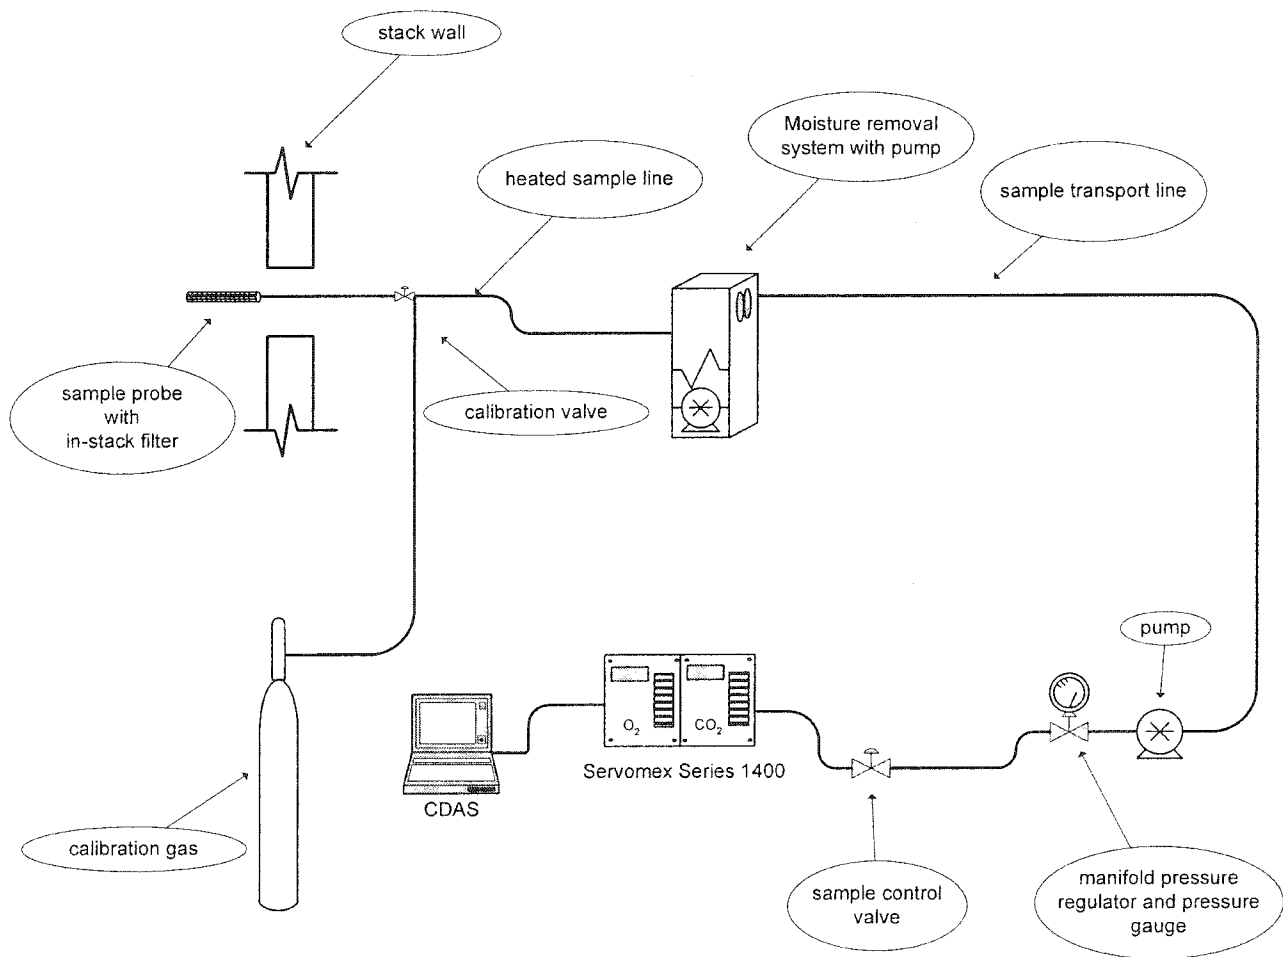 stack wall
Moisture removal
system with pump
heated sample line
sample transport line
sample probe
with
in-stack filter
calibration valve
pump
O2
CO2
Servomex Series 1400
CDAS
calibration gas
sample control
valve
manifold pressure
regulator and pressure
gauge